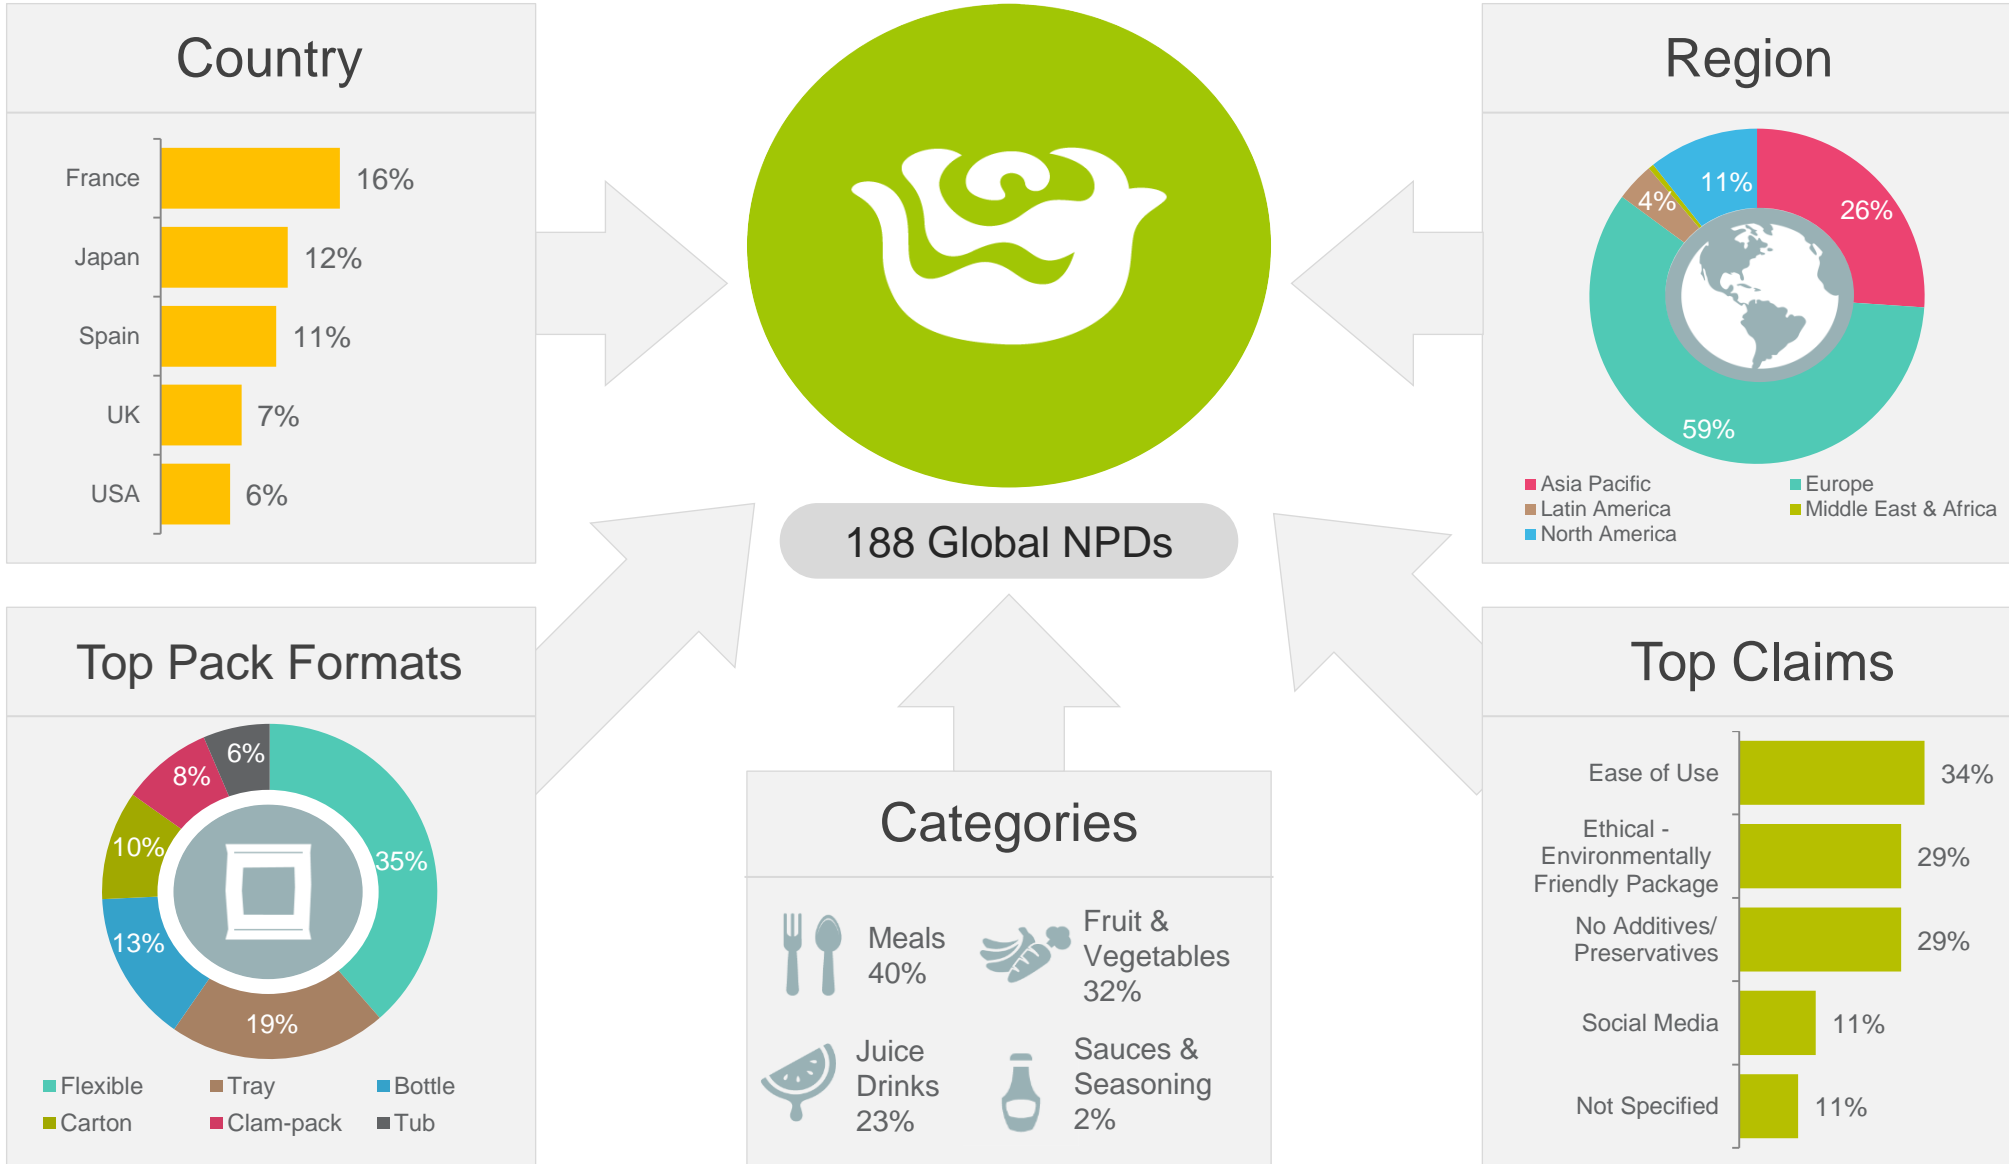 Country
France
16%
Japan
12%
Spain
11%
UK
7%
USA
6%
188 Global NPDs
Region
11%
26%
4%
59%
Asia Pacific
Europe
Latin America
Middle East & Africa
North America
Top Pack Formats
6%
8%
10%
35%
13%
19%
Flexible
Tray
Bottle
Carton
Clam-pack
Tub
Categories
Meals
40%
Fruit &
Vegetables
32%
Juice
Drinks
23%
Sauces &
Seasoning
2%
Top Claims
Ease of Use
34%
Ethical -
Environmentally
Friendly Package
29%
No Additives/
Preservatives
29%
Social Media
11%
Not Specified
11%